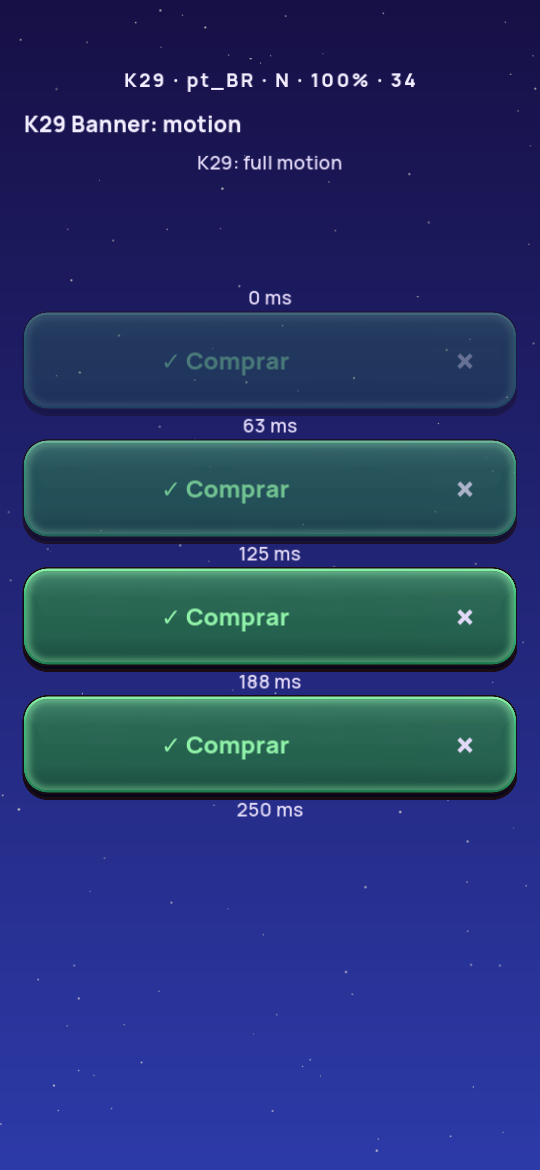 K29 · pt_BR · N · 100% · 34
K29 Banner: motion
K29: full motion
0 ms
✓ Comprar ×
63 ms
✓ Comprar ×
125 ms
✓ Comprar ×
188 ms
✓ Comprar ×
250 ms